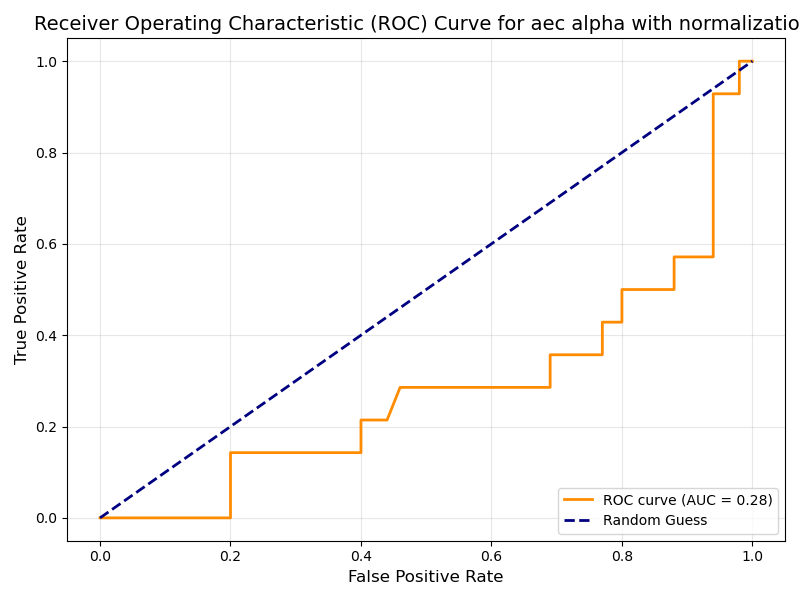 Receiver Operating Characteristic (ROC) Curve for aec alpha with normalizatio
1.0
0.8
0.6
0.4
0.2
0.0
True Positive Rate
0.0 0.2 0.4 0.6 0.8 1.0
False Positive Rate
ROC curve (AUC = 0.28)
Random Guess